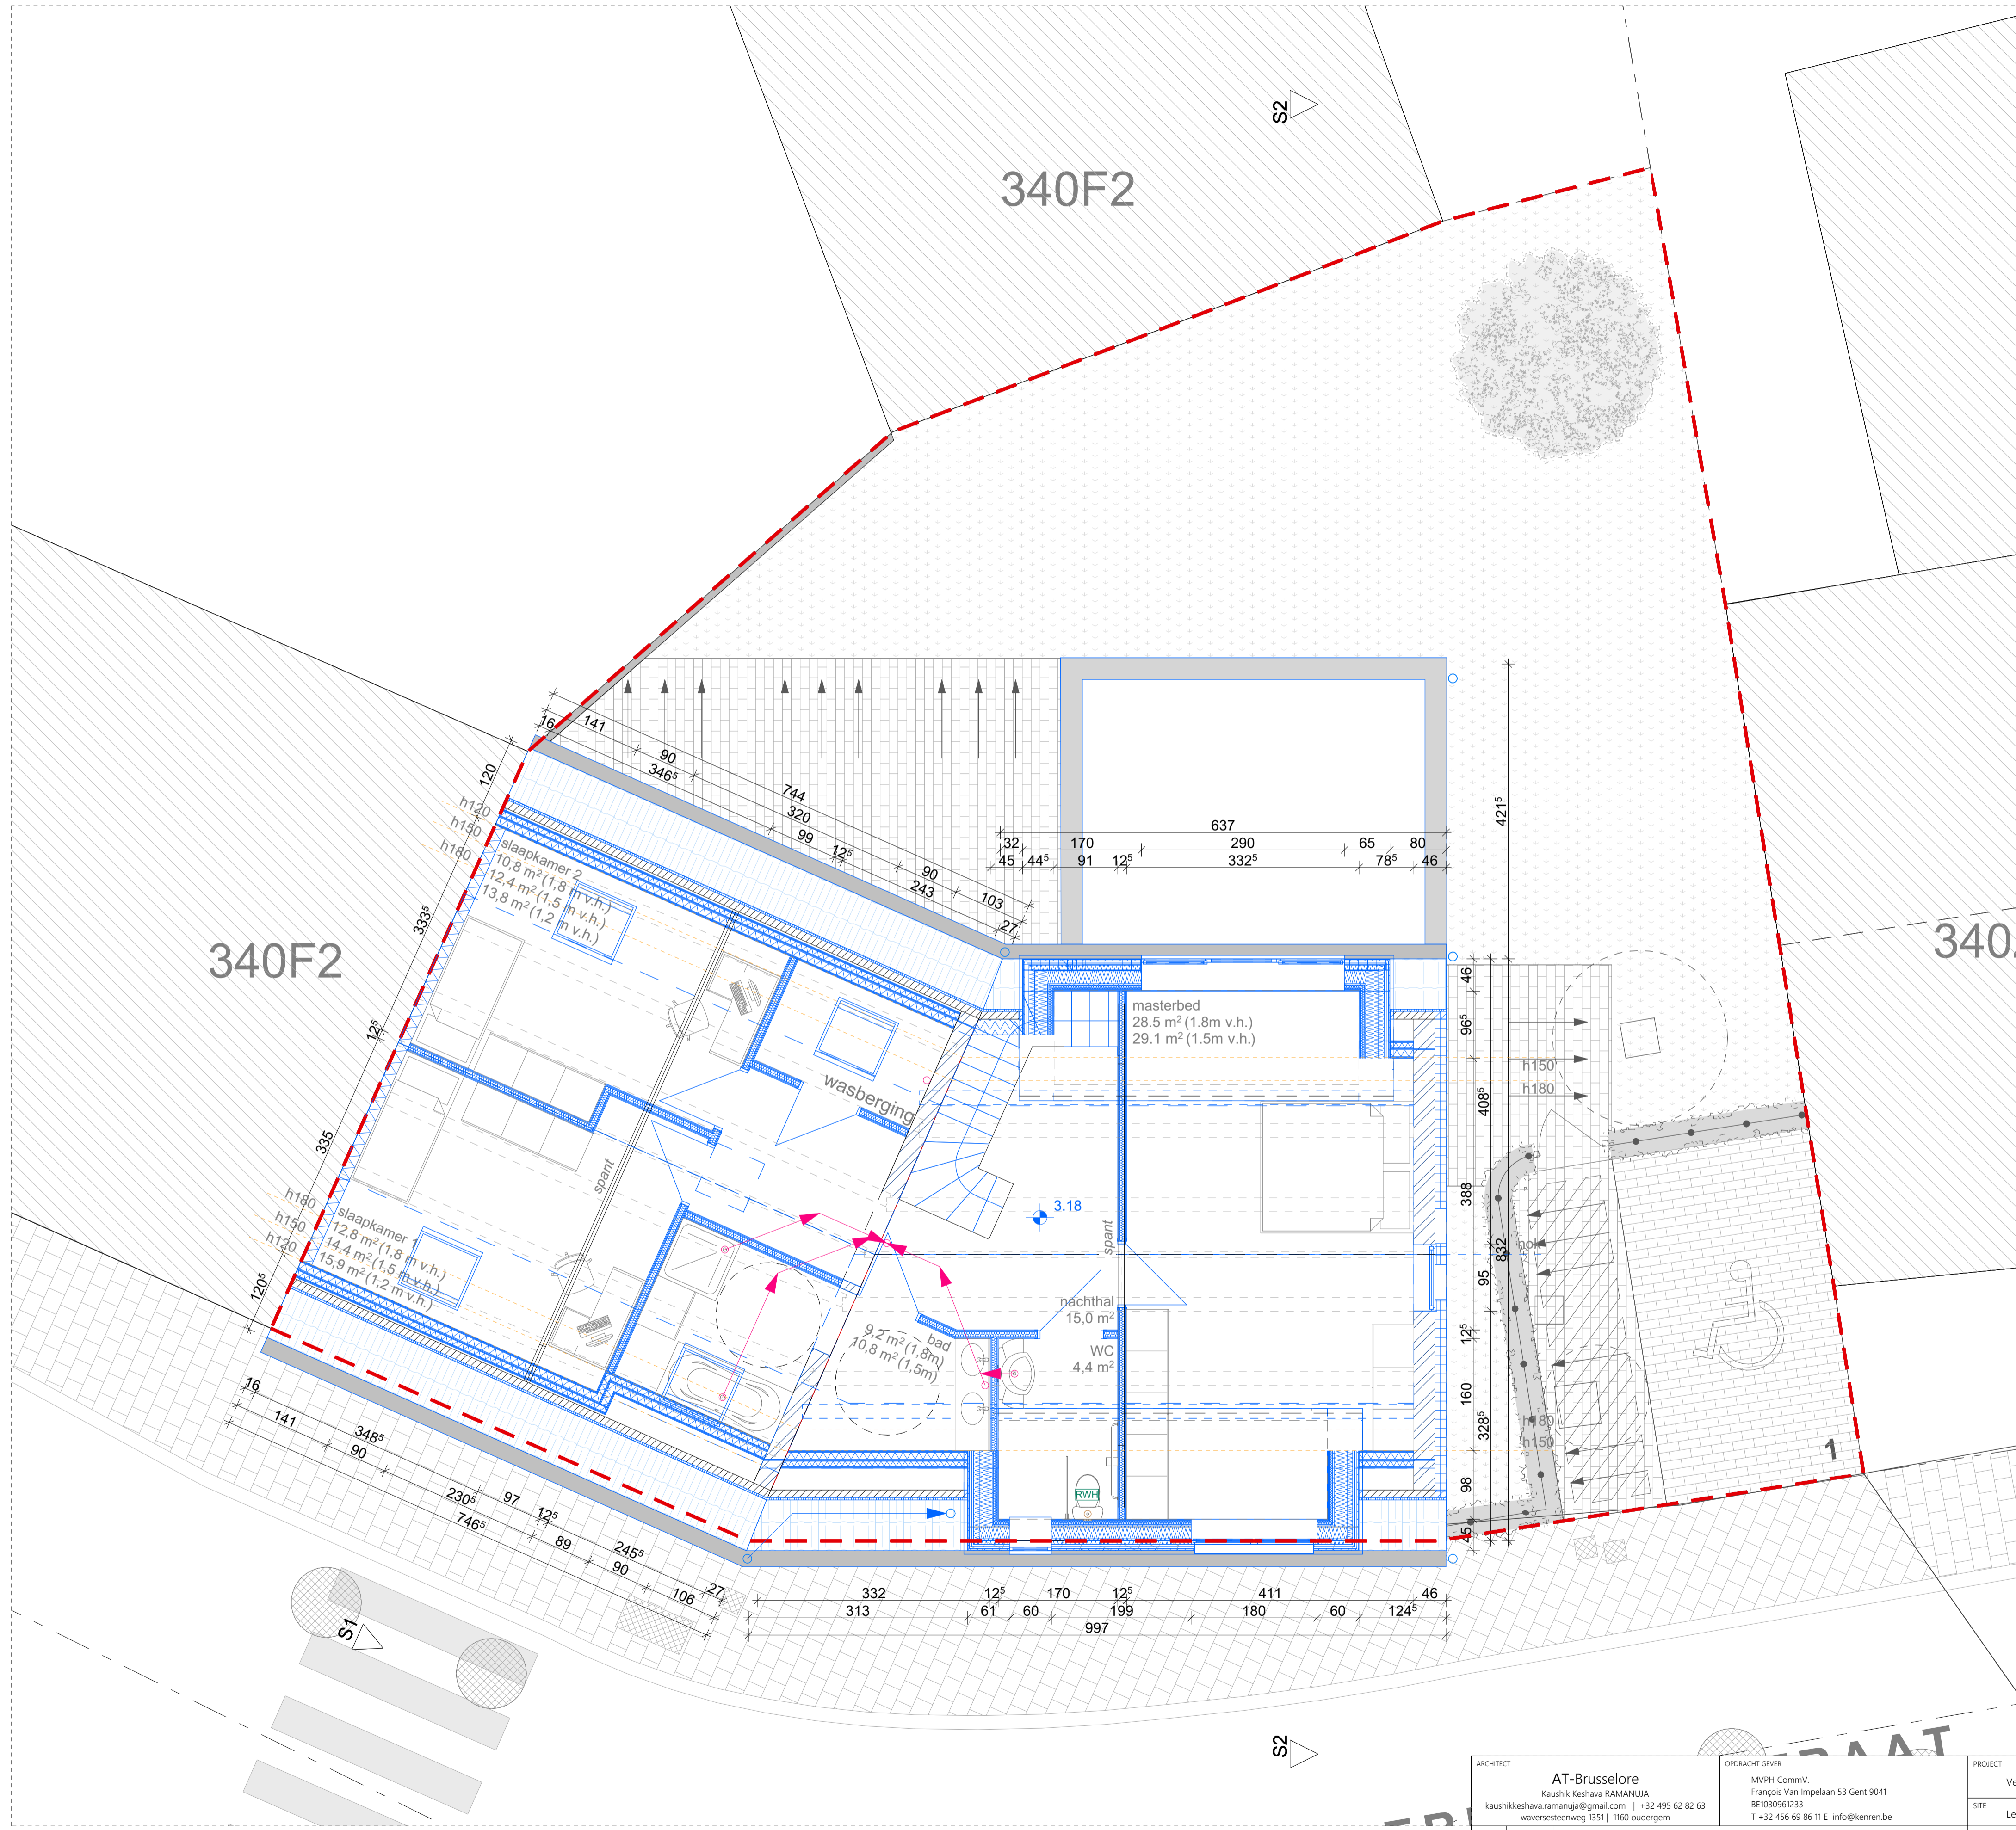 S2
340F2
16
141
90
346⁵
744
320
99
12⁵
90
243
103
27
120
h120
h150
h180
333⁵
12⁵
335
h180
h150
h120
120⁵
340F2
slaapkamer 2
10,8 m² (1,8 m v.h.)
12,4 m² (1,5 m v.h.)
13,8 m² (1,2 m v.h.)
wasberging
spant
slaapkamer 1
12,8 m² (1,8 m v.h.)
14,4 m² (1,5 m v.h.)
15,9 m² (1,2 m v.h.)
637
32
170
290
65
80
45
44⁵
91
12⁵
332⁵
78⁵
46
masterbed
28.5 m² (1.8m v.h.)
29.1 m² (1.5m v.h.)
3.18
spant
nachthal
15,0 m²
WC
4,4 m²
bad
9,2 m² (1,8m)
10,8 m² (1,5m)
RWH
421⁵
46
96⁵
408⁵
388
832
95
12⁵
160
328⁵
98
45
h150
h180
nok
h180
h150
340
1
16
141
348⁵
90
230⁵
746⁵
97
12⁵
89
245⁵
90
106
27
332
12⁵
170
12⁵
411
46
313
61
60
199
180
60
124⁵
997
S1
S2
ARCHITECT
AT-Brusselore
Kaushik Keshava RAMANUJA
kaushikkeshava.ramanuja@gmail.com | +32 495 62 82 63
waversesteenweg 1351 | 1160 oudergem
OPDRACHT GEVER
MVPH CommV.
François Van Impelaan 53 Gent 9041
BE1030961233
T +32 456 69 86 11 E info@kenren.be
PROJECT
Ve
SITE
Le